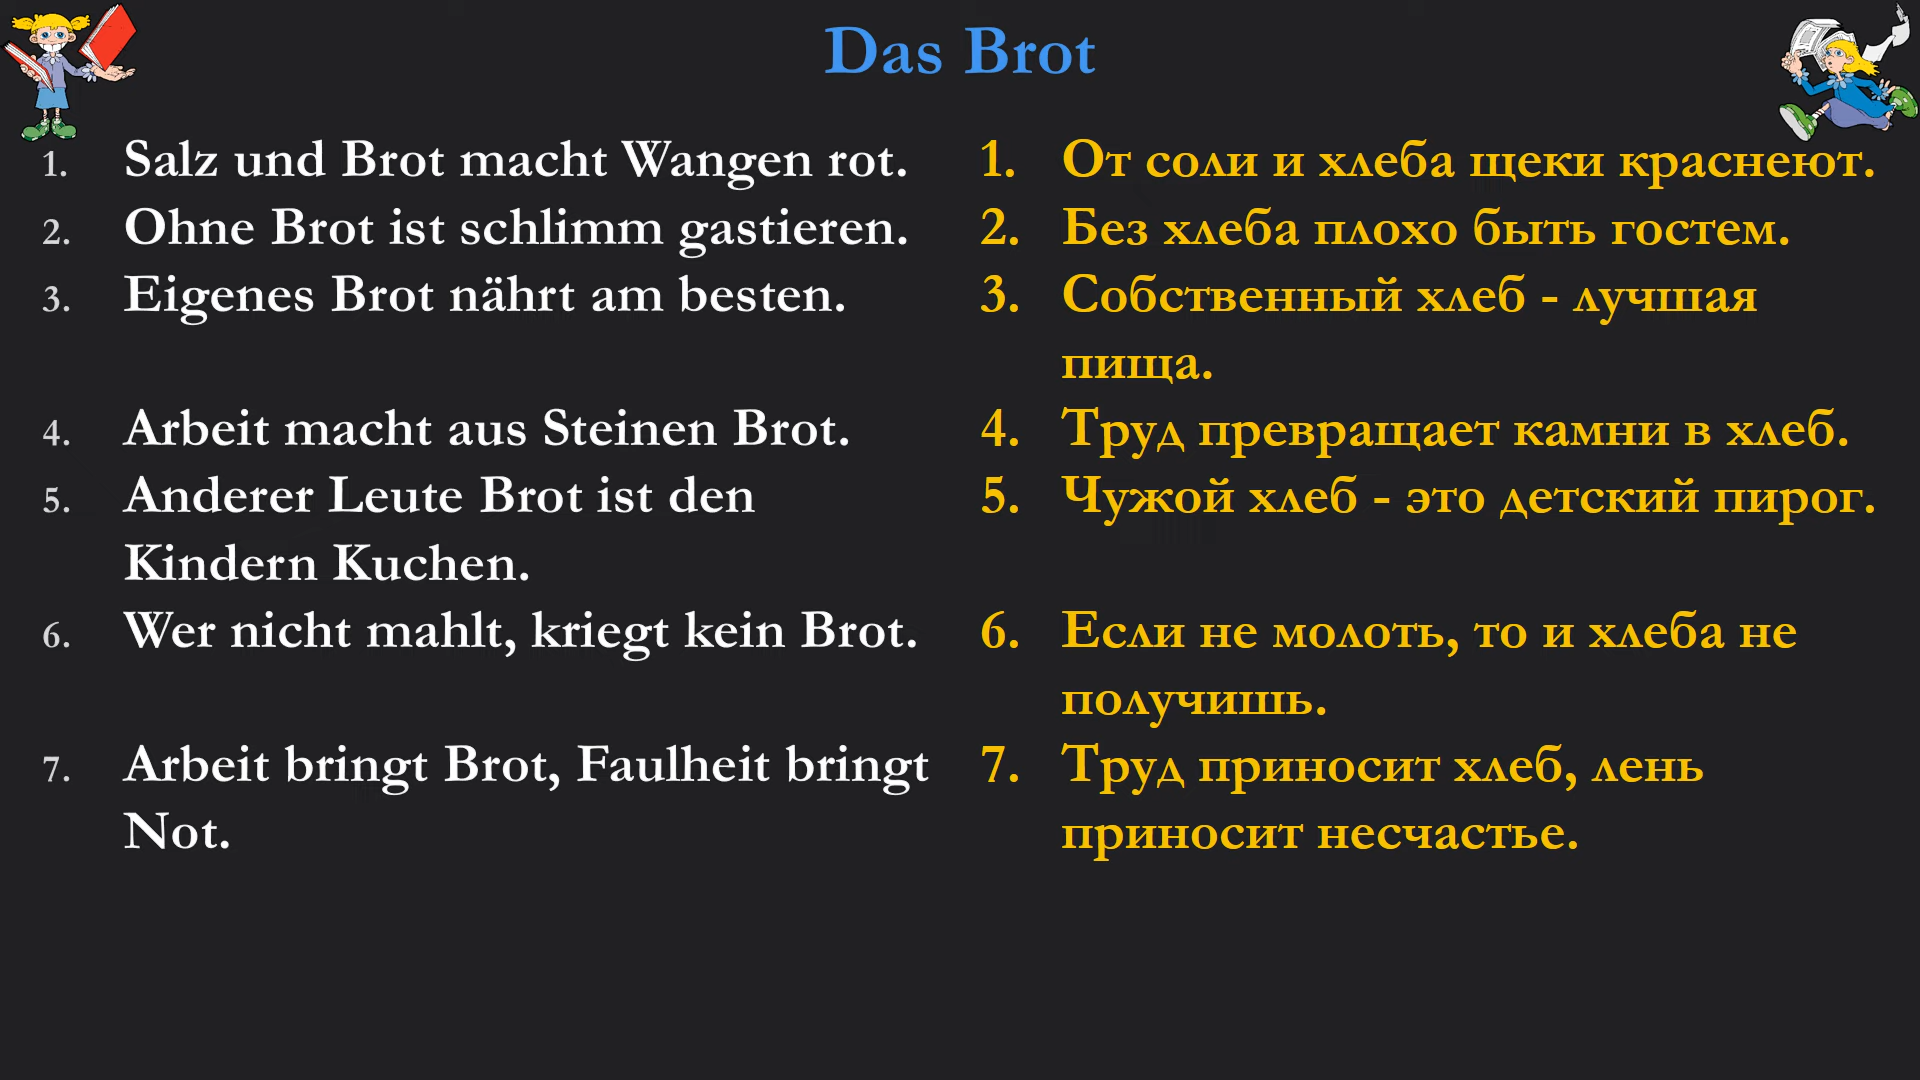 Das Brot
1. Salz und Brot macht Wangen rot.
2. Ohne Brot ist schlimm gastieren.
3. Eigenes Brot nährt am besten.
4. Arbeit macht aus Steinen Brot.
5. Anderer Leute Brot ist den
Kindern Kuchen.
6. Wer nicht mahlt, kriegt kein Brot.
7. Arbeit bringt Brot, Faulheit bringt
Not.
1. От соли и хлеба щеки краснеют.
2. Без хлеба плохо быть гостем.
3. Собственный хлеб - лучшая
пища.
4. Труд превращает камни в хлеб.
5. Чужой хлеб - это детский пирог.
6. Если не молоть, то и хлеба не
получишь.
7. Труд приносит хлеб, лень
приносит несчастье.